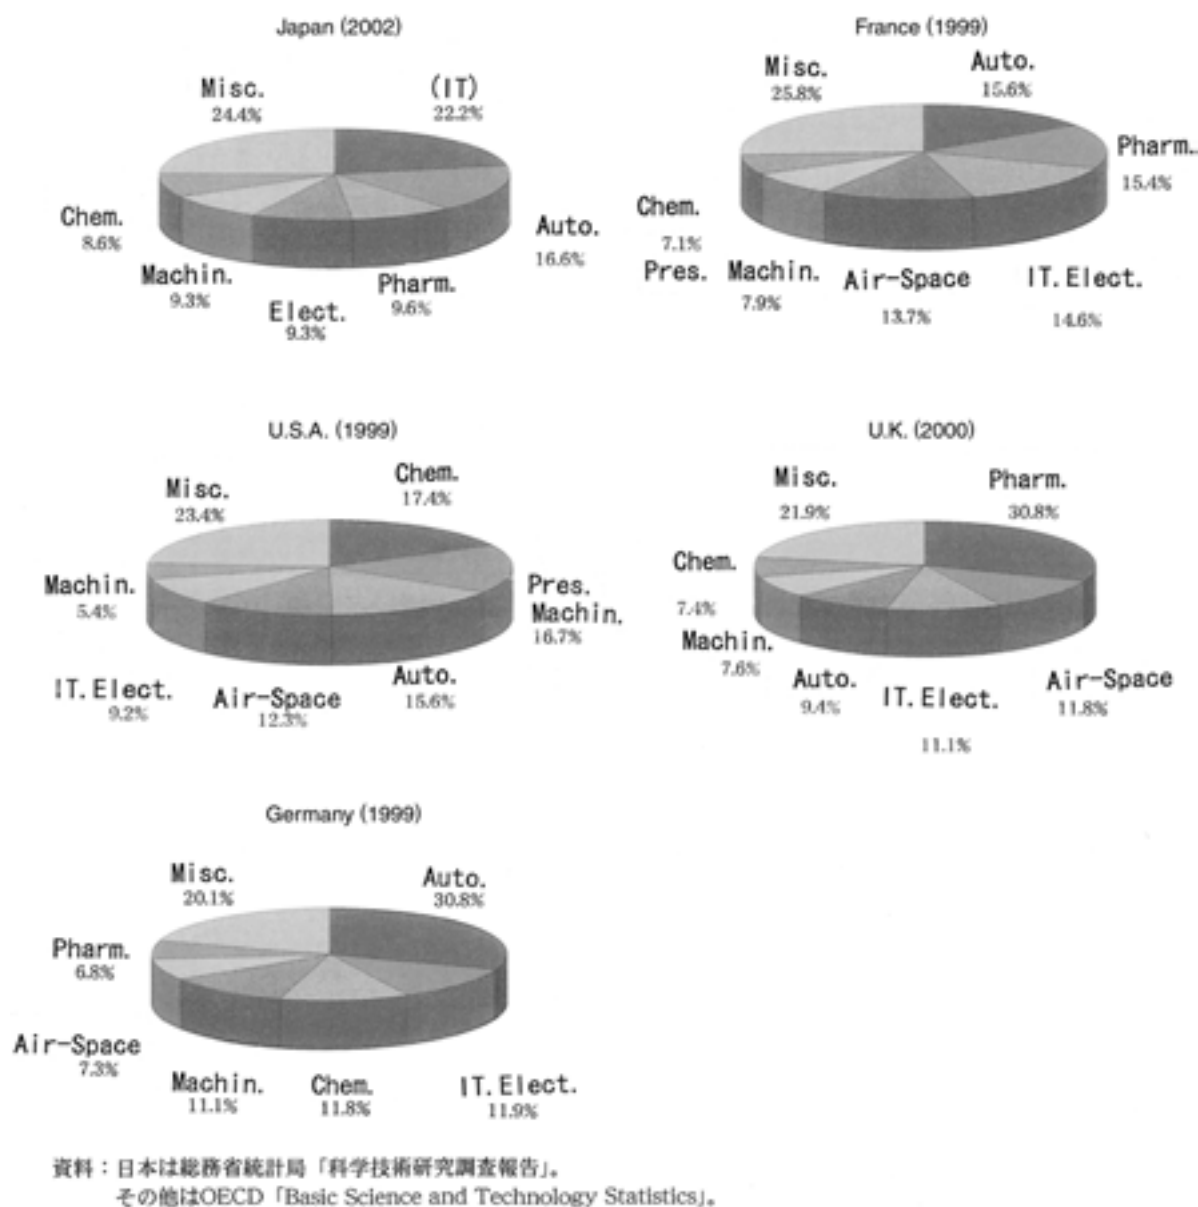 Japan (2002)
Misc.
24.4%
(IT)
22.2%
Auto.
16.6%
Pharm.
9.6%
Elect.
9.3%
Machin.
9.3%
Chem.
8.6%
France (1999)
Misc.
25.8%
Auto.
15.6%
Pharm.
15.4%
IT. Elect.
14.6%
Air-Space
13.7%
Pres. Machin.
7.9%
Chem.
7.1%
U.S.A. (1999)
Misc.
23.4%
Chem.
17.4%
Pres.
Machin.
16.7%
Auto.
15.6%
Air-Space
12.3%
IT. Elect.
9.2%
Machin.
5.4%
U.K. (2000)
Misc.
21.9%
Pharm.
30.8%
Air-Space
11.8%
IT. Elect.
11.1%
Auto.
9.4%
Machin.
7.6%
Chem.
7.4%
Germany (1999)
Misc.
20.1%
Auto.
30.8%
IT. Elect.
11.9%
Chem.
11.8%
Machin.
11.1%
Air-Space
7.3%
Pharm.
6.8%
資料：日本は総務省統計局「科学技術研究調査報告」。
その他はOECD「Basic Science and Technology Statistics」。